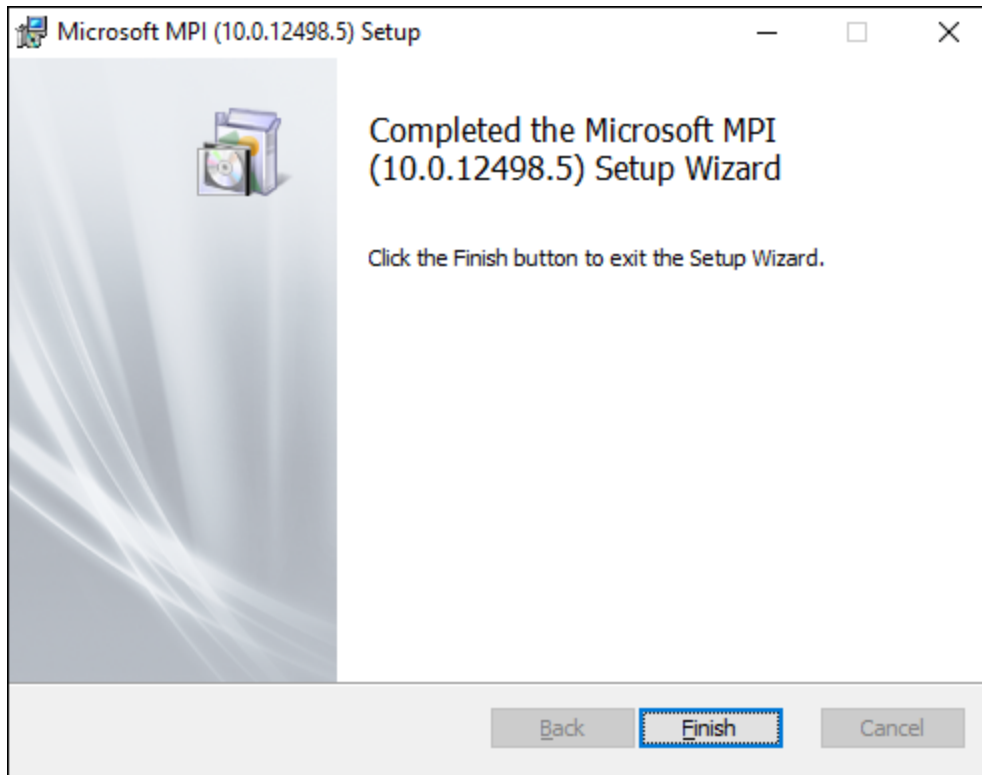 Microsoft MPI (10.0.12498.5) Setup
Completed the Microsoft MPI
(10.0.12498.5) Setup Wizard
Click the Finish button to exit the Setup Wizard.
Back
Finish
Cancel